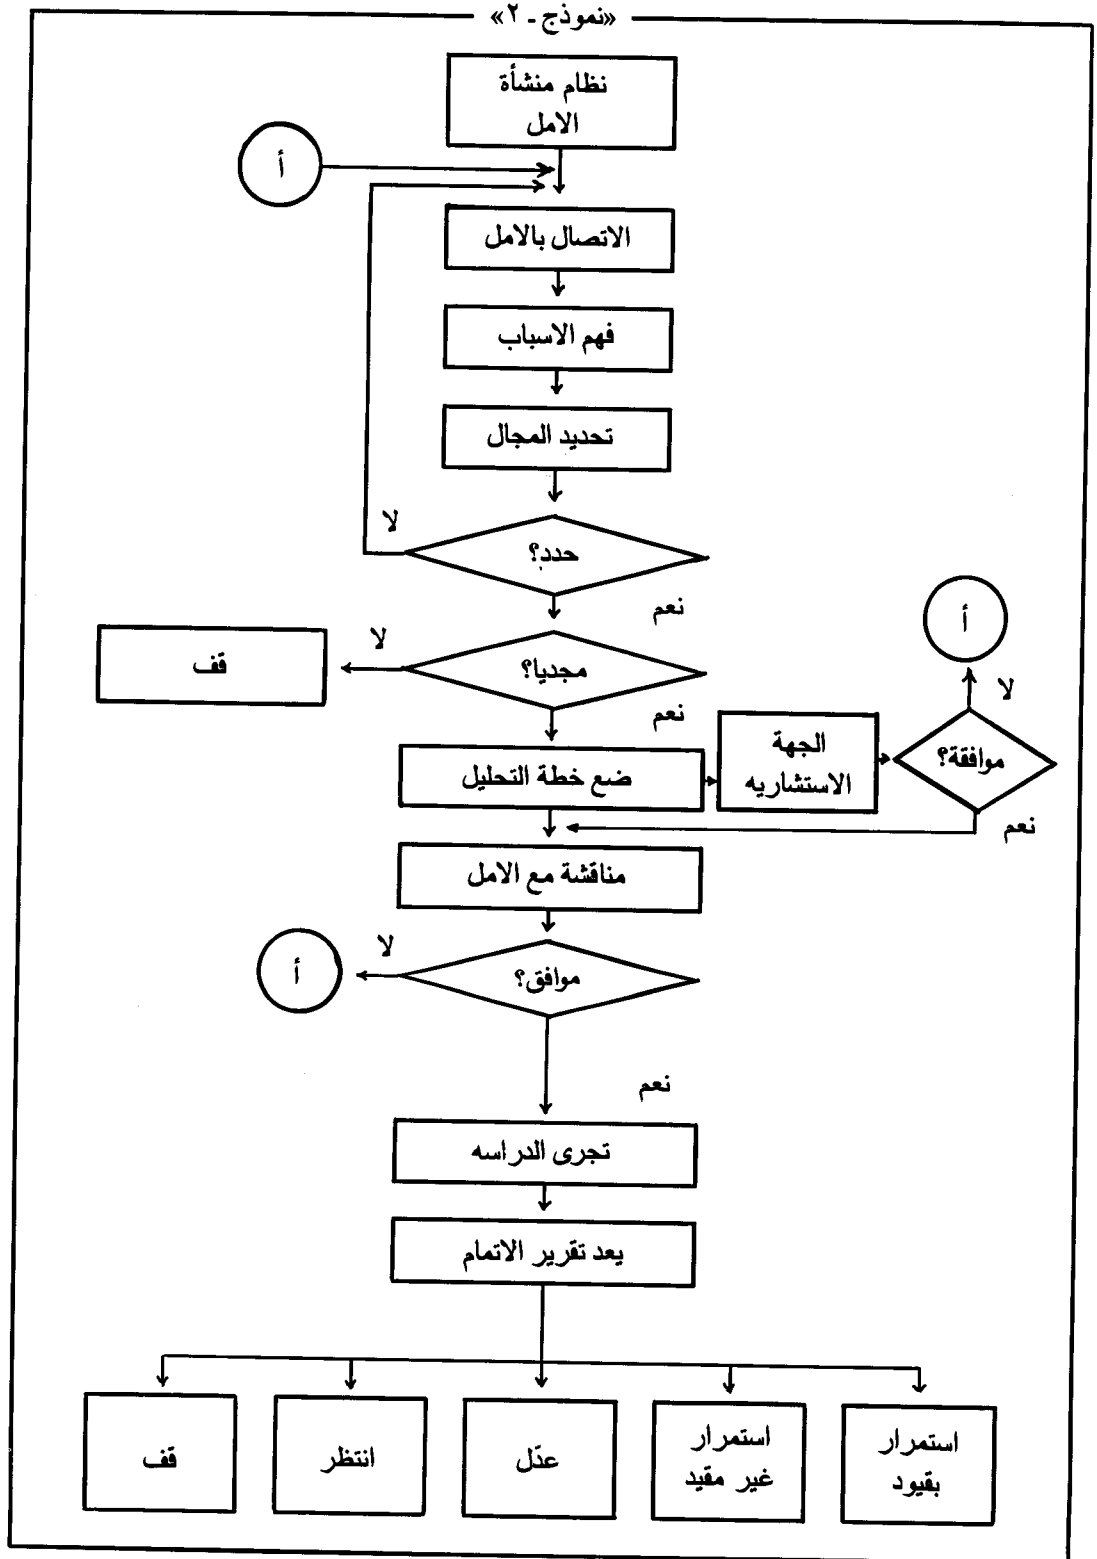 «نموذج - ٢»
نظام منشأة
الامل
أ
الاتصال بالامل
فهم الاسباب
تحديد المجال
لا
حدد؟
نعم
أ
قف
لا
مجديا؟
نعم
لا
ضع خطة التحليل
الجهة
الاستشاريه
موافقة؟
نعم
مناقشة مع الامل
أ
لا
موافق؟
نعم
تجرى الدراسه
يعد تقرير الاتمام
استمرار
بقيود
استمرار
غير مقيد
عدّل
انتظر
قف